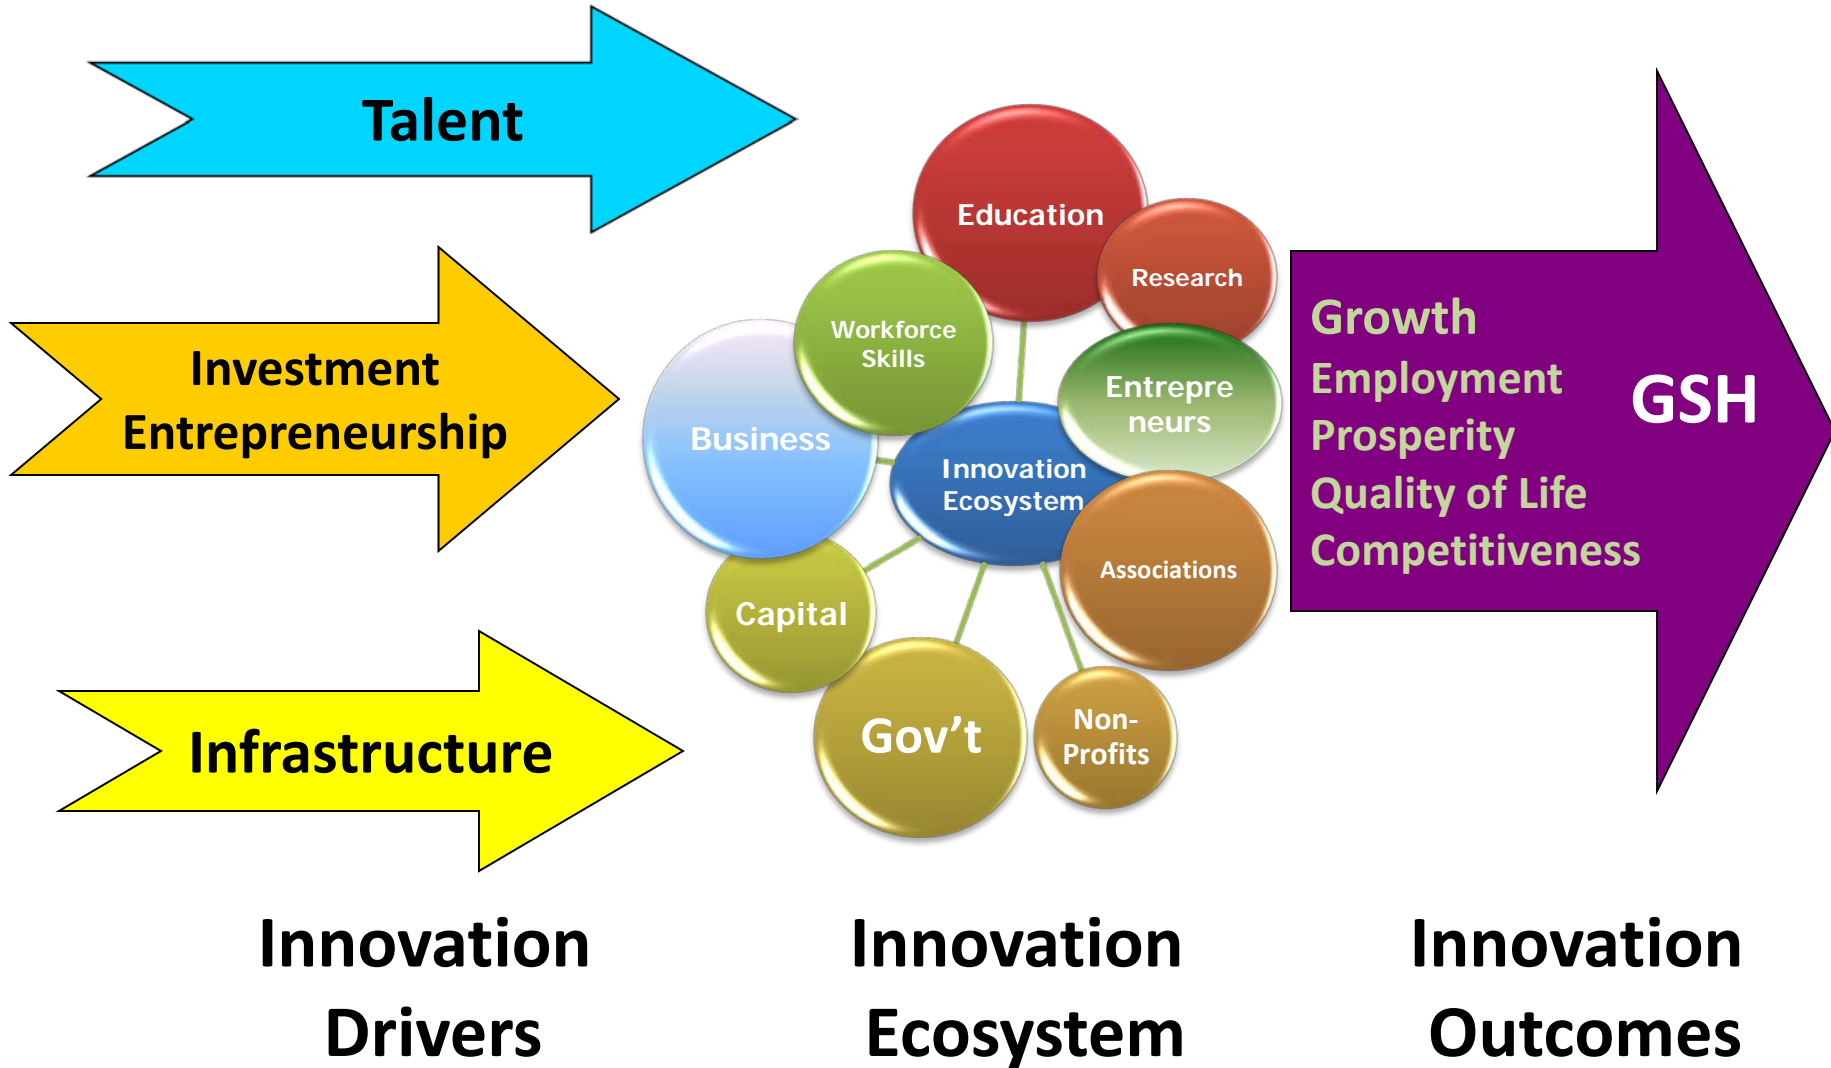 Talent
Investment
Entrepreneurship
Infrastructure
Education
Research
Workforce
Skills
Entrepre
neurs
Business
Innovation
Ecosystem
Associations
Capital
Gov't
Non-
Profits
Growth
Employment
Prosperity
Quality of Life
Competitiveness
GSH
Innovation
Drivers
Innovation
Ecosystem
Innovation
Outcomes